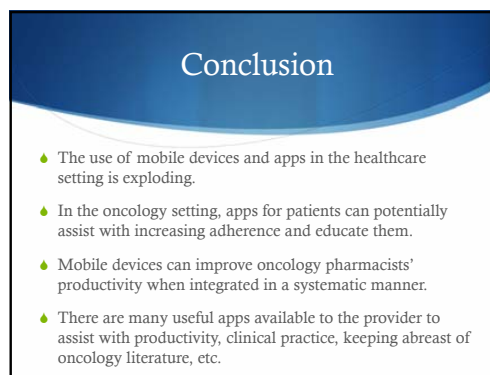 Conclusion
The use of mobile devices and apps in the healthcare
setting is exploding.
In the oncology setting, apps for patients can potentially
assist with increasing adherence and educate them.
Mobile devices can improve oncology pharmacists'
productivity when integrated in a systematic manner.
There are many useful apps available to the provider to
assist with productivity, clinical practice, keeping abreast of
oncology literature, etc.